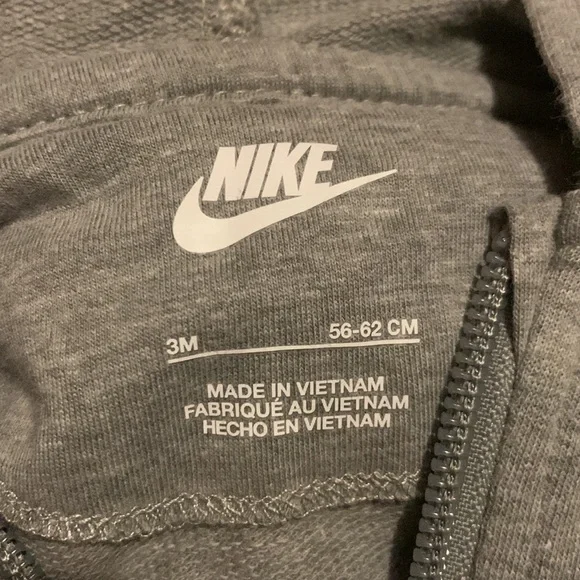 NIKE
3M 56-62 CM
MADE IN VIETNAM
FABRIQUÉ AU VIETNAM
HECHO EN VIETNAM